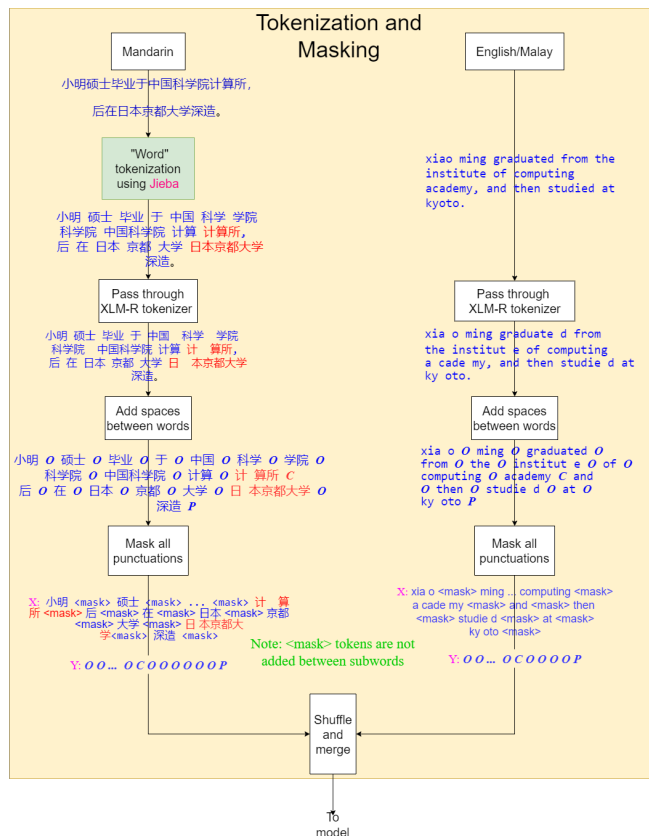 Tokenization and
Masking
Mandarin
小明硕士毕业于中国科学院计算所,
后在日本京都大学深造。
"Word"
tokenization
using Jieba
小明 硕士 毕业 于 中国 科学 学院
科学院 中国科学院 计算 计算所,
后 在 日本 京都 大学 日本京都大学
深造。
Pass through
XLM-R tokenizer
小明 硕士 毕业 于 中国 科学 学院
科学院 中国科学院 计算 计 算所,
后 在 日本 京都 大学 日 本京都大学
深造。
Add spaces
between words
小明 O 硕士 O 毕业 O 于 O 中国 O 科学 O 学院 O
科学院 O 中国科学院 O 计算 O 计 算所 C
后 O 在 O 日本 O 京都 O 大学 O 日 本京都大学 O
深造 P
Mask all
punctuations
X: 小明 <mask> 硕士 <mask> ... <mask> 计 算
所 <mask> 后 <mask> 在 <mask> 日本 <mask> 京都
<mask> 大学 <mask> 日 本京都大
学<mask> 深造 <mask>
Y: O O ... O C O O O O O O P
English/Malay
xiao ming graduated from the
institute of computing
academy, and then studied at
kyoto.
Pass through
XLM-R tokenizer
xia o ming graduate d from
the institut e of computing
a cade my, and then studie d at
ky oto.
Add spaces
between words
xia o O ming O graduated O
from O the O institut e O of O
computing O academy C and
O then O studie d O at O
ky oto P
Mask all
punctuations
X: xia o <mask> ming ... computing <mask>
a cade my <mask> and <mask> then
<mask> studie d <mask> at <mask>
ky oto <mask>
Y: O O ... O C O O O O P
Note: <mask> tokens are not
added between subwords
Shuffle
and
merge
To
model